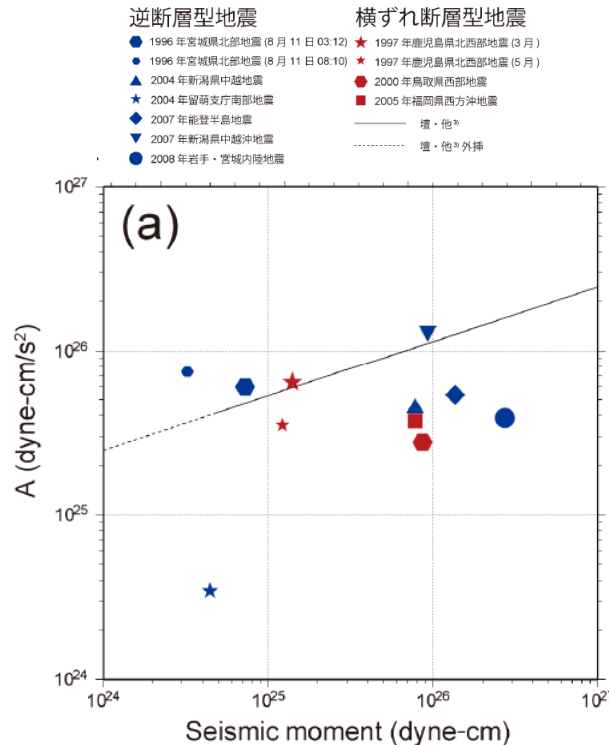 逆断層型地震
1996 年宮城県北部地震 (8 月 11 日 03:12)
1996 年宮城県北部地震 (8 月 11 日 08:10)
2004 年新潟県中越地震
2004 年留萌支庁南部地震
2007 年能登半島地震
2007 年新潟県中越沖地震
2008 年岩手・宮城内陸地震
横ずれ断層型地震
1997 年鹿児島県北西部地震 (3 月)
1997 年鹿児島県北西部地震 (5 月)
2000 年鳥取県西部地震
2005 年福岡県西方沖地震
壇・他³⁾
壇・他³⁾ 外挿
(a)
10²⁷
10²⁶
10²⁵
10²⁴
A (dyne-cm/s²)
10²⁴ 10²⁵ 10²⁶ 10²⁷
Seismic moment (dyne-cm)